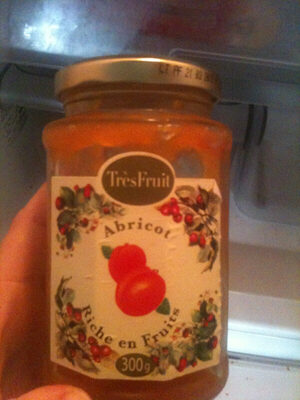 TrèsFruit
Abricot
Riche en Fruits
300g